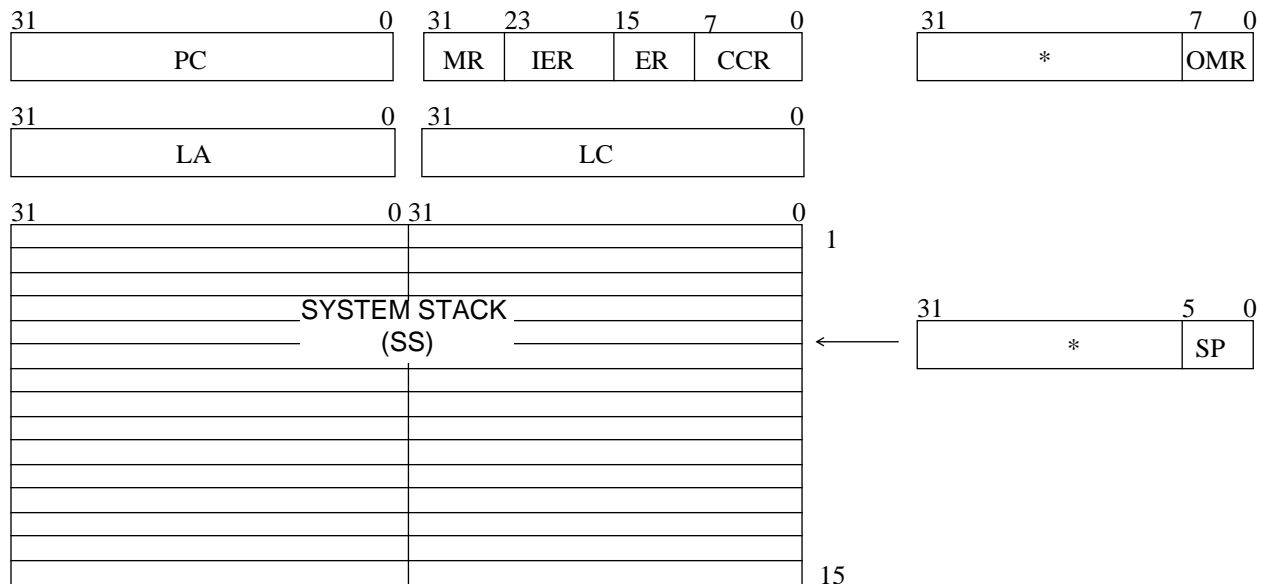 31 0 31 23 15 7 0 31 7 0
PC MR IER ER CCR * OMR
31 0 31 0
LA LC
31 0 31 0
1
SYSTEM STACK
(SS)
31 5 0
* SP
15